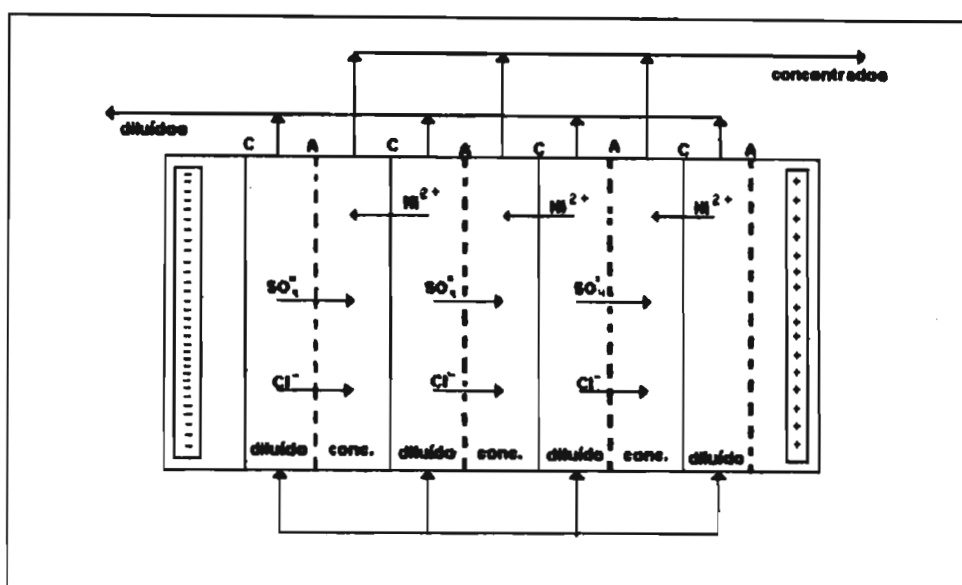 concentrados
diluídos
C A C A C A C A
Ni²⁺ Ni²⁺ Ni²⁺
SO₄⁼ SO₄⁼ SO₄⁼
Cl⁻ Cl⁻ Cl⁻
diluído conc. diluído conc. diluído conc. diluído